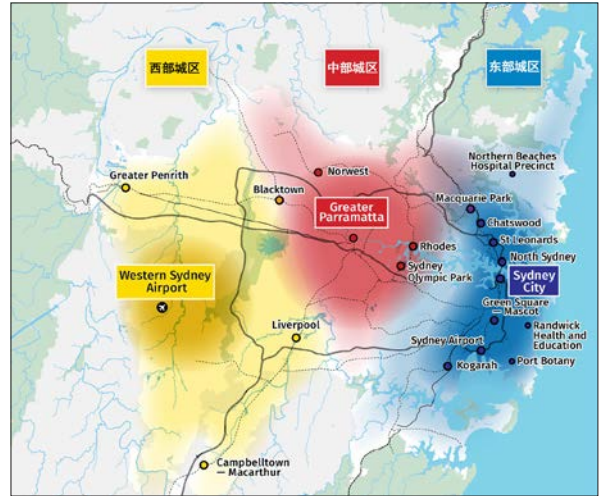 西部城区
中部城区
东部城区
Northern Beaches
Hospital Precinct
Norwest
Greater Penrith
Blacktown
Macquarie Park
Greater
Parramatta
Chatswood
St Leonards
Rhodes
North Sydney
Sydney
Olympic Park
Western Sydney
Airport
Sydney
City
Green Square
— Mascot
Liverpool
Randwick
Health and
Education
Sydney Airport
Port Botany
Kogarah
Campbelltown
— Macarthur